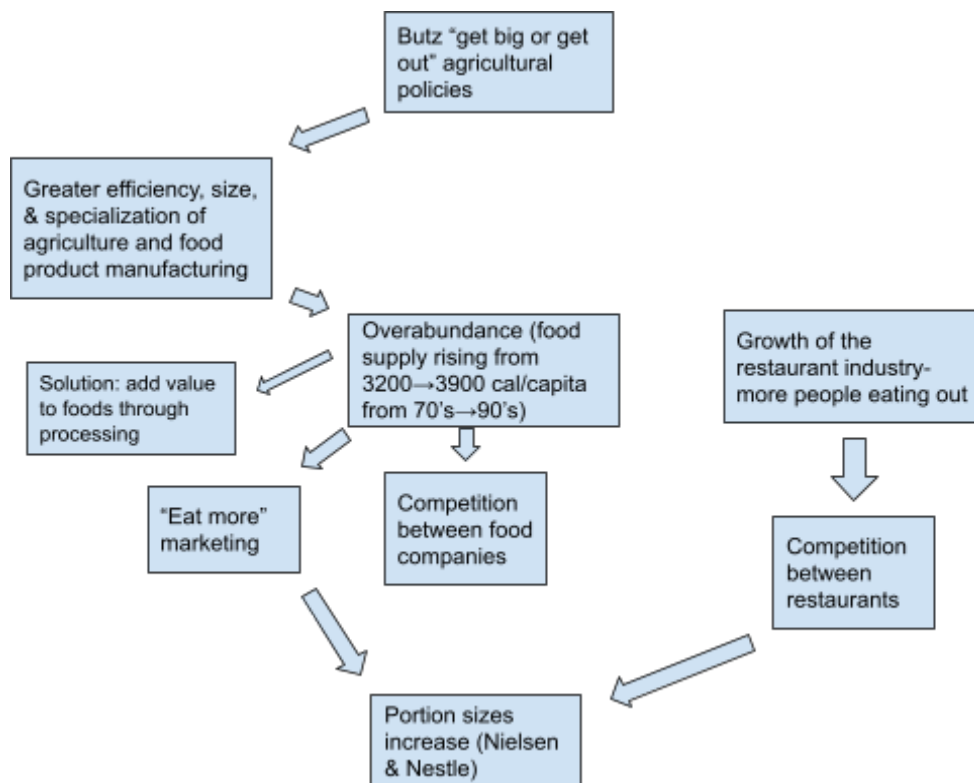 Butz “get big or get
out” agricultural
policies
Greater efficiency, size,
& specialization of
agriculture and food
product manufacturing
Overabundance (food
supply rising from
3200→3900 cal/capita
from 70’s→90’s)
Growth of the
restaurant industry-
more people eating out
Solution: add value
to foods through
processing
“Eat more”
marketing
Competition
between food
companies
Competition
between
restaurants
Portion sizes
increase (Nielsen
& Nestle)